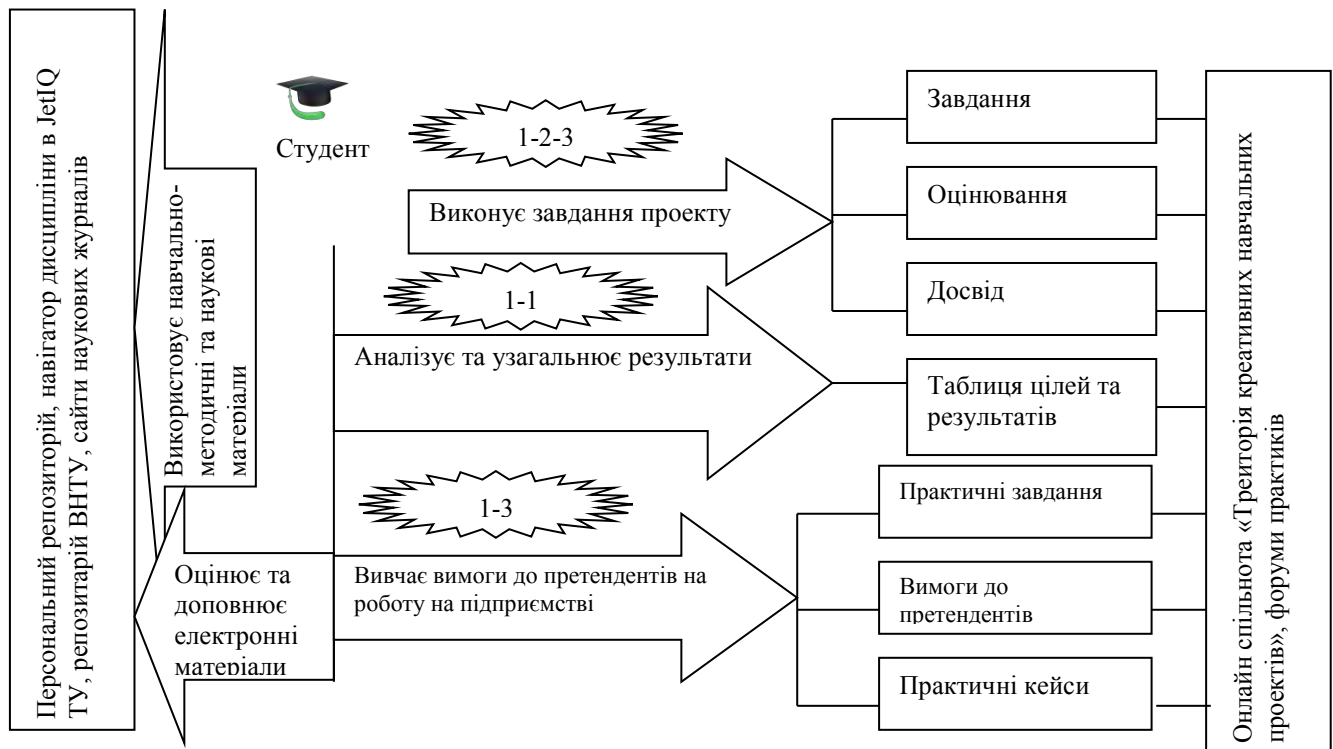 Персональний репозиторій, навігатор дисципліни в JetIQ
ТУ, репозитарій ВНТУ, сайти наукових журналів
Використовує навчально-
методичні та наукові
матеріали
Оцінює та
доповнює
електронні
матеріали
Студент
1-2-3
Виконує завдання проекту
1-1
Аналізує та узагальнює результати
1-3
Вивчає вимоги до претендентів на
роботу на підприємстві
Завдання
Оцінювання
Досвід
Таблиця цілей та
результатів
Практичні завдання
Вимоги до
претендентів
Практичні кейси
Онлайн спільнота «Треиторія креативних навчальних
проектів», форуми практиків